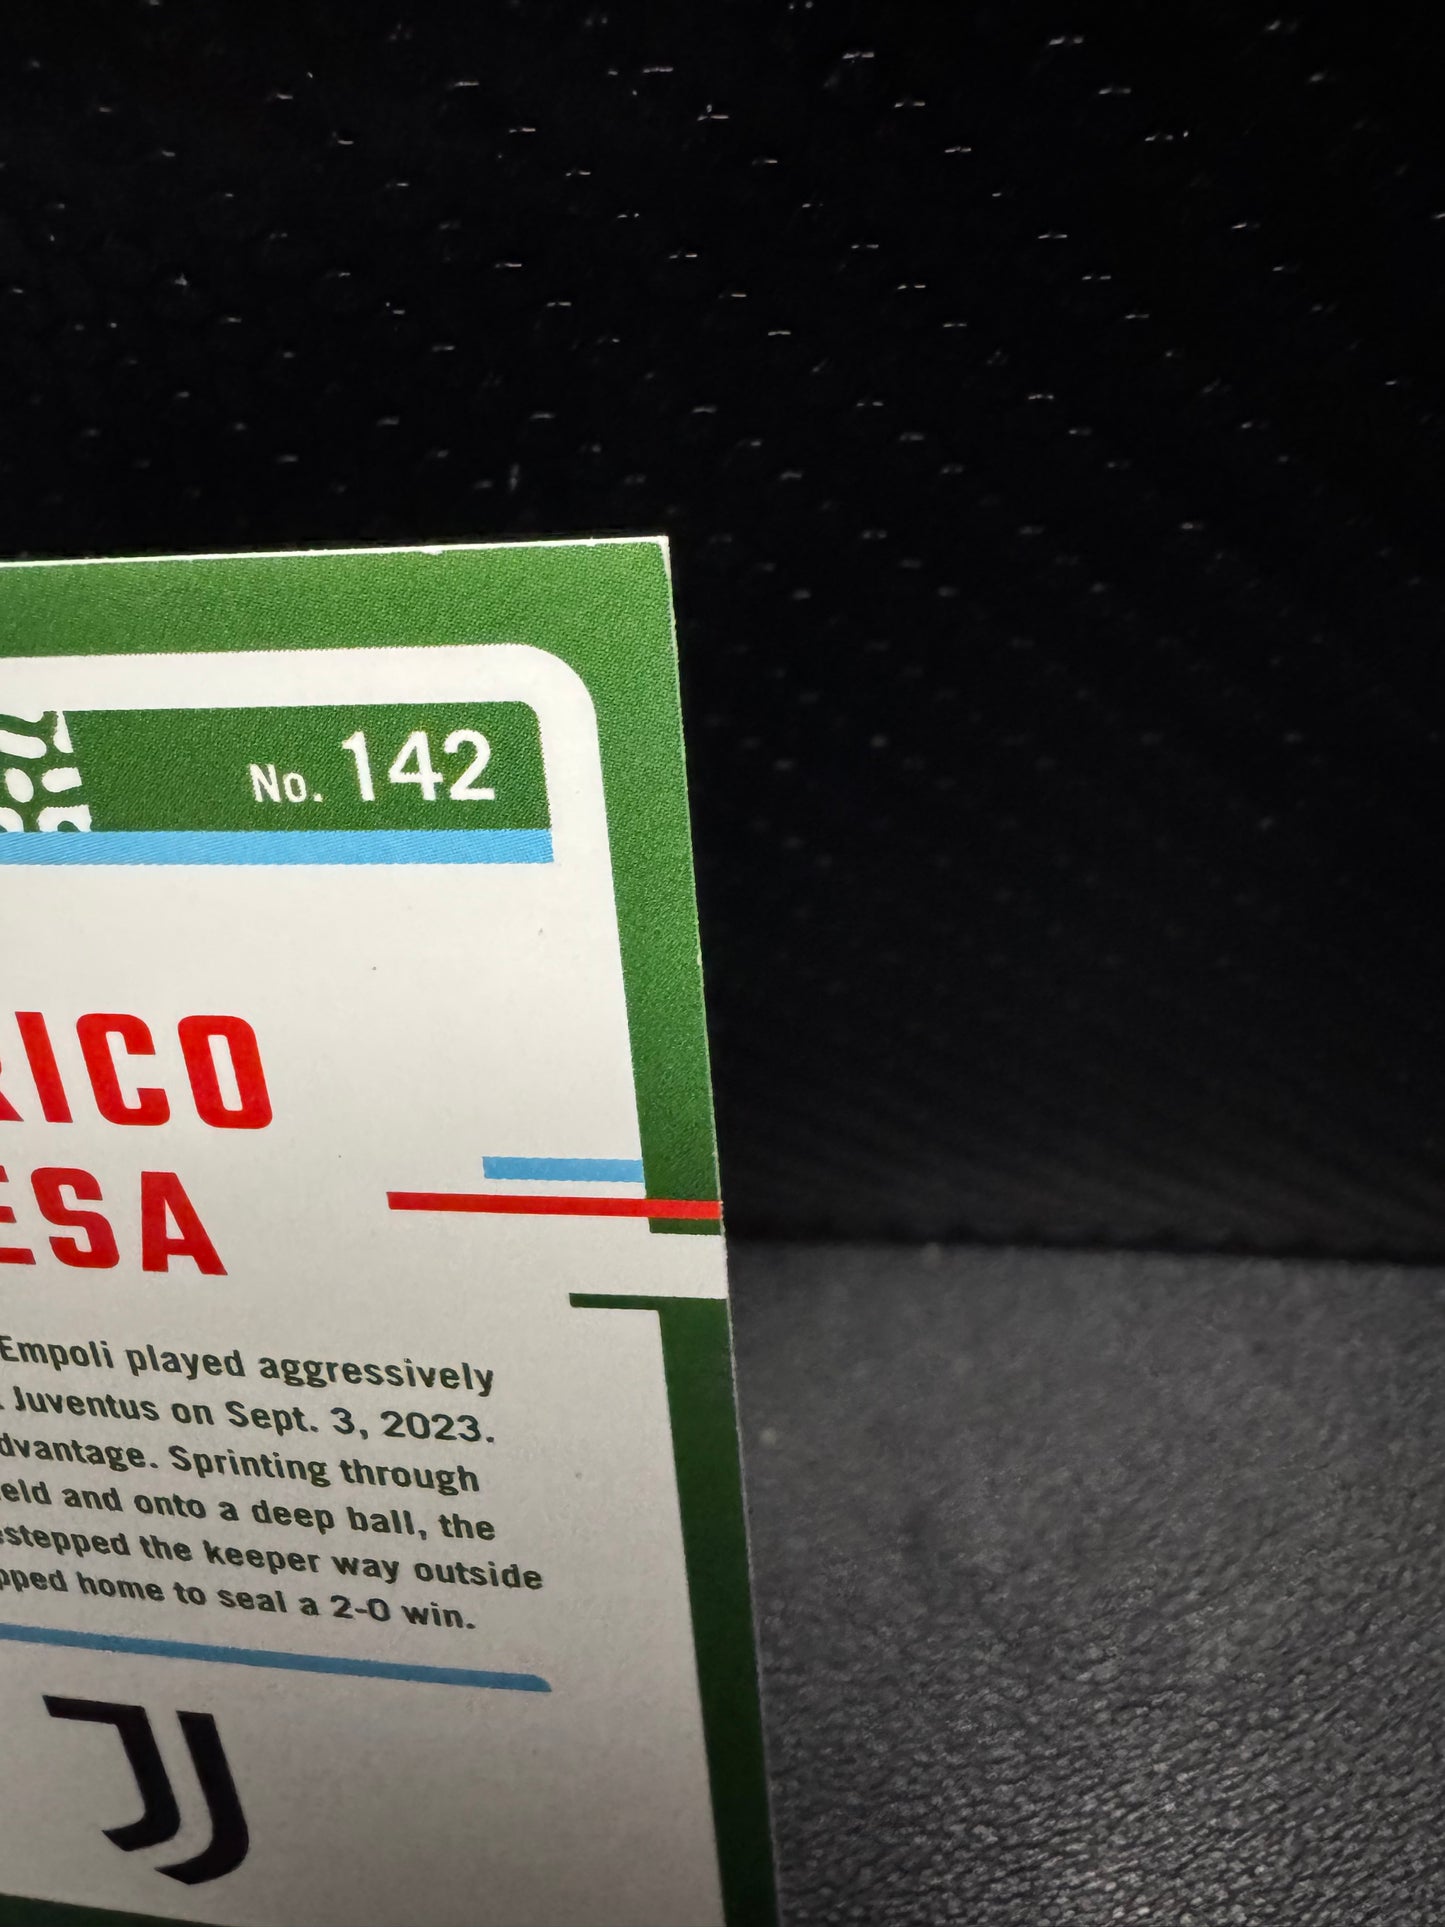 No. 142
RICO
ESA
Empoli played aggressively
Juventus on Sept. 3, 2023.
dvantage. Sprinting through
eld and onto a deep ball, the
stepped the keeper way outside
pped home to seal a 2-0 win.